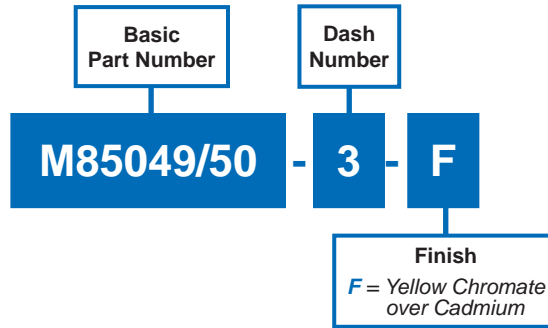 Basic
Part Number
Dash
Number
M85049/50 - 3 - F
Finish
F = Yellow Chromate
over Cadmium